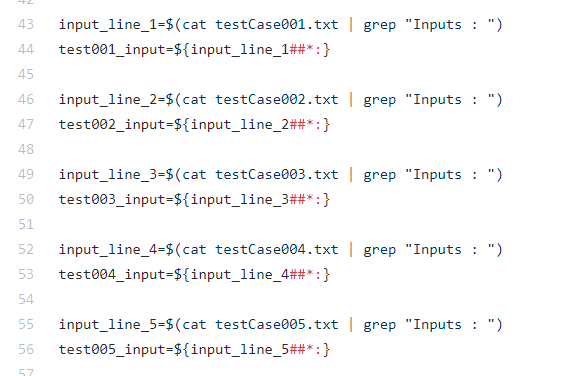 42
43 input_line_1=$(cat testCase001.txt | grep "Inputs : ")
44 test001_input=${input_line_1##*:}
45
46 input_line_2=$(cat testCase002.txt | grep "Inputs : ")
47 test002_input=${input_line_2##*:}
48
49 input_line_3=$(cat testCase003.txt | grep "Inputs : ")
50 test003_input=${input_line_3##*:}
51
52 input_line_4=$(cat testCase004.txt | grep "Inputs : ")
53 test004_input=${input_line_4##*:}
54
55 input_line_5=$(cat testCase005.txt | grep "Inputs : ")
56 test005_input=${input_line_5##*:}
57